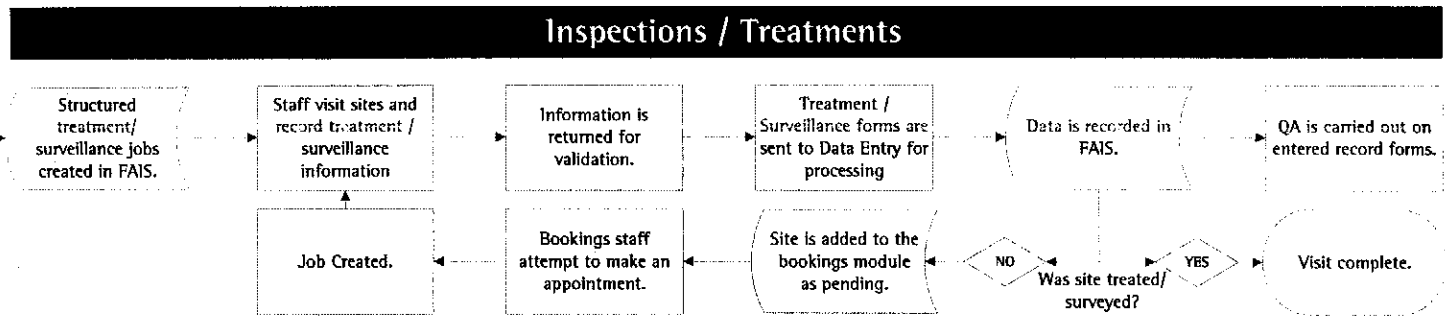 Inspections / Treatments
Structured
treatment/
surveillance jobs
created in FAIS.
Staff visit sites and
record treatment /
surveillance
information
Information is
returned for
validation.
Treatment /
Surveillance forms are
sent to Data Entry for
processing
Data is recorded in
FAIS.
QA is carried out on
entered record forms.
Job Created.
Bookings staff
attempt to make an
appointment.
Site is added to the
bookings module
as pending.
NO
Was site treated/
surveyed?
YES
Visit complete.